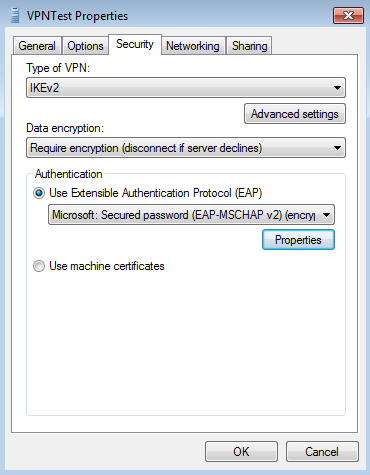 VPNTest Properties
General Options Security Networking Sharing
Type of VPN:
IKEv2
Advanced settings
Data encryption:
Require encryption (disconnect if server declines)
Authentication
Use Extensible Authentication Protocol (EAP)
Microsoft: Secured password (EAP-MSCHAP v2) (encryp
Properties
Use machine certificates
OK Cancel